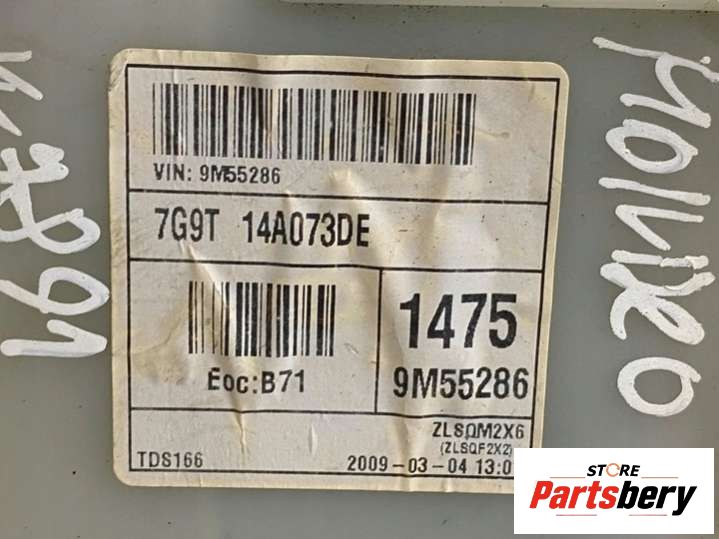 VIN: 9M55286
7G9T 14A073DE
Eoc:B71
1475
9M55286
ZLSQM2X6
(ZLSQF2X2)
TDS166
2009-03-04 13:0
STORE
Partsbery